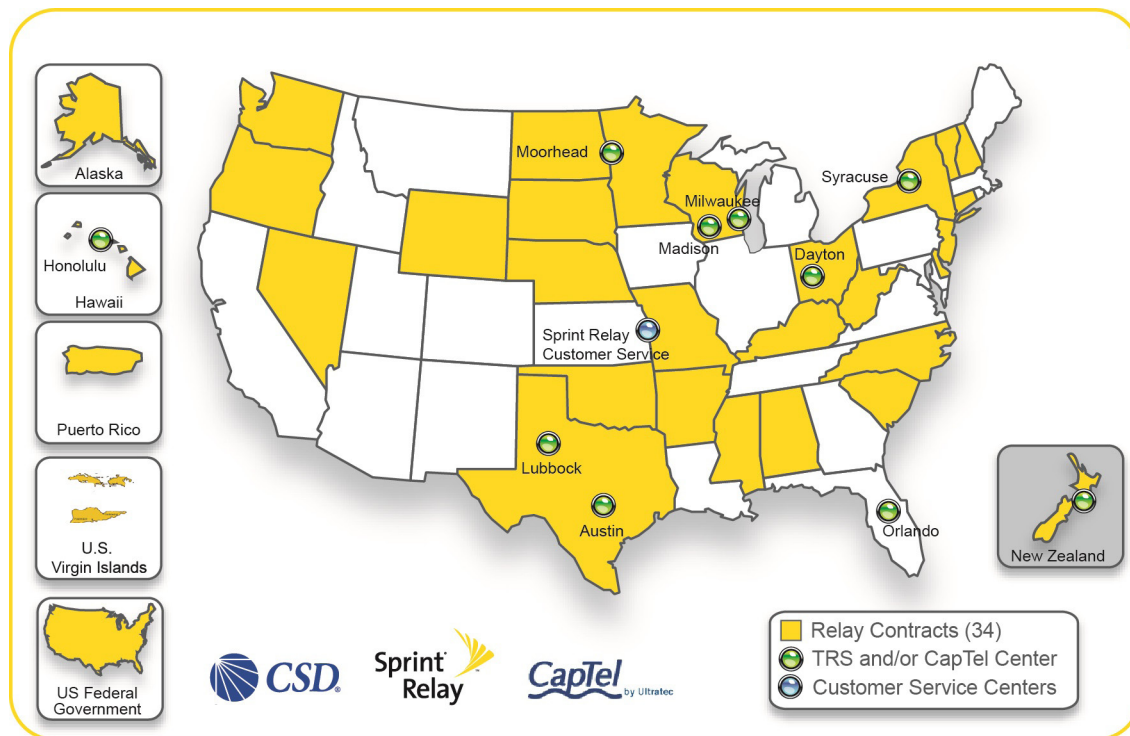 Alaska
Honolulu
Hawaii
Puerto Rico
U.S.
Virgin Islands
US Federal
Government
Moorhead
Milwaukee
Madison
Syracuse
Dayton
Sprint Relay
Customer Service
Lubbock
Austin
Orlando
New Zealand
CSD®
Sprint
Relay
CapTel
by Ultratec
Relay Contracts (34)
TRS and/or CapTel Center
Customer Service Centers